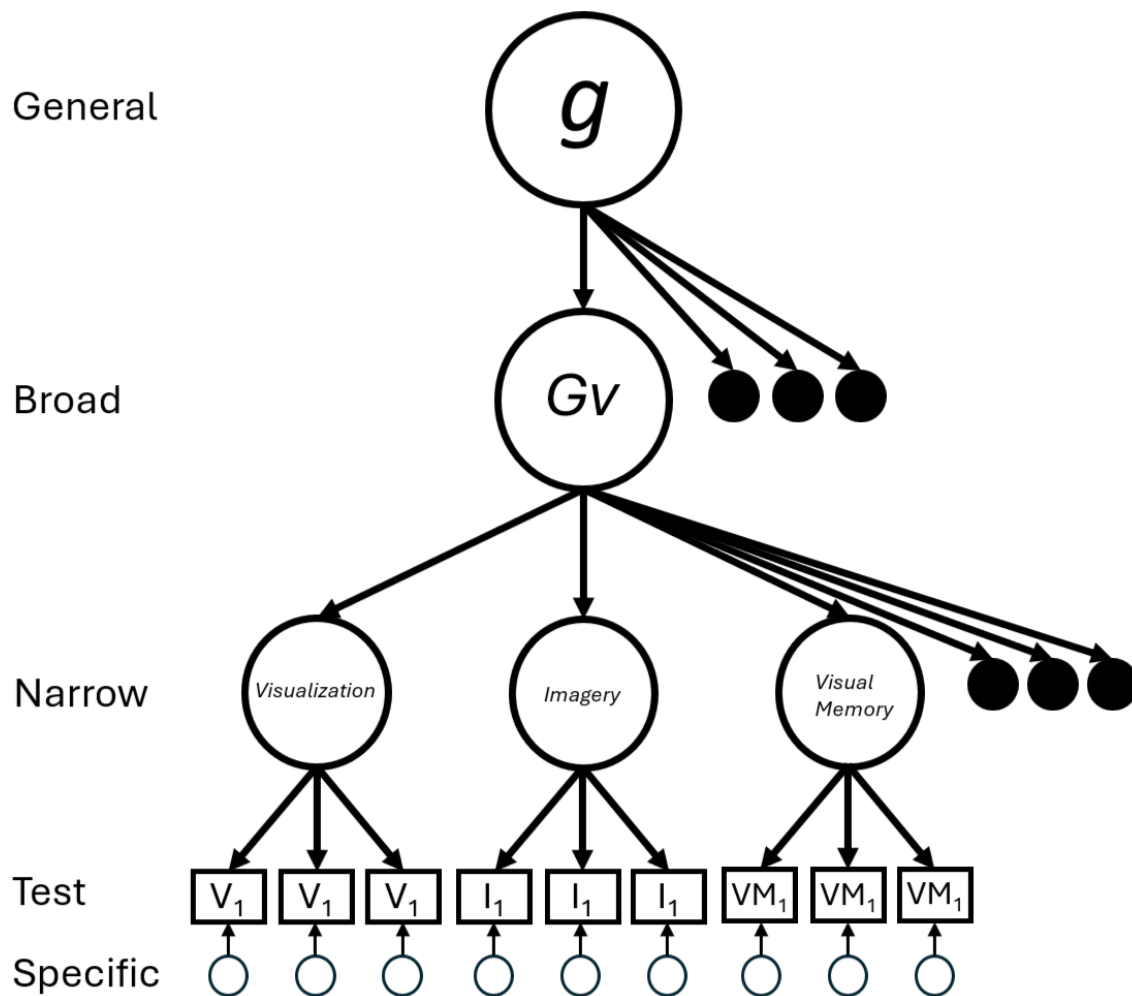 General
g
Broad
Gv
Narrow
Visualization
Imagery
Visual
Memory
Test
V₁ V₁ V₁ I₁ I₁ I₁ VM₁ VM₁ VM₁
Specific